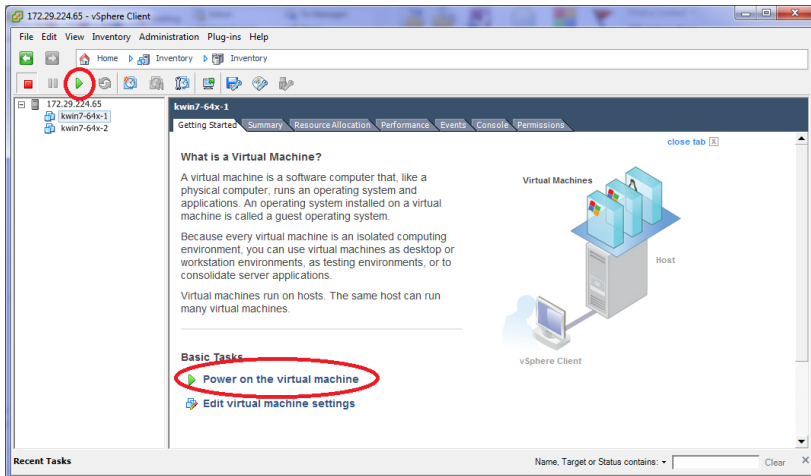 172.29.224.65 - vSphere Client
File Edit View Inventory Administration Plug-ins Help
Home Inventory Inventory
172.29.224.65
kwin7-64x-1
kwin7-64x-2
kwin7-64x-1
Getting Started Summary Resource Allocation Performance Events Console Permissions
close tab X
What is a Virtual Machine?
A virtual machine is a software computer that, like a
physical computer, runs an operating system and
applications. An operating system installed on a virtual
machine is called a guest operating system.
Because every virtual machine is an isolated computing
environment, you can use virtual machines as desktop or
workstation environments, as testing environments, or to
consolidate server applications.
Virtual machines run on hosts. The same host can run
many virtual machines.
Virtual Machines
Host
vSphere Client
Basic Tasks
Power on the virtual machine
Edit virtual machine settings
Recent Tasks
Name, Target or Status contains:
Clear X